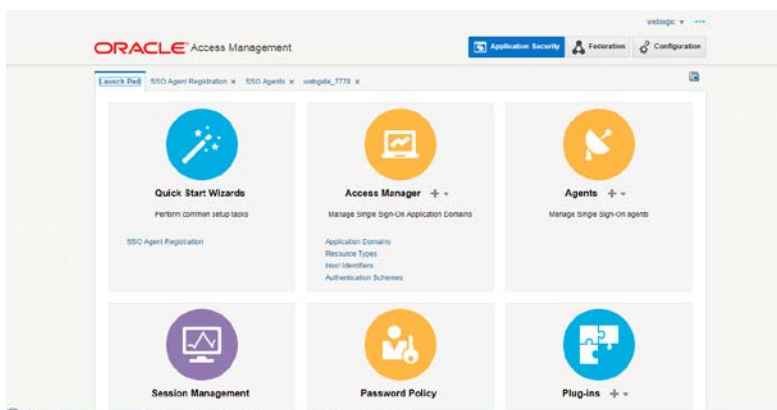 weblogic
ORACLE Access Management
Application Security Federation Configuration
Launch Pad SSO Agent Registration x SSO Agents x webgate_7778 x
Quick Start Wizards Access Manager Agents
Perform common setup tasks Manage Single Sign-On Application Domains Manage Single Sign-On agents
SSO Agent Registration Application Domains
Resource Types
Host Identifiers
Authentication Schemes
Session Management Password Policy Plug-ins